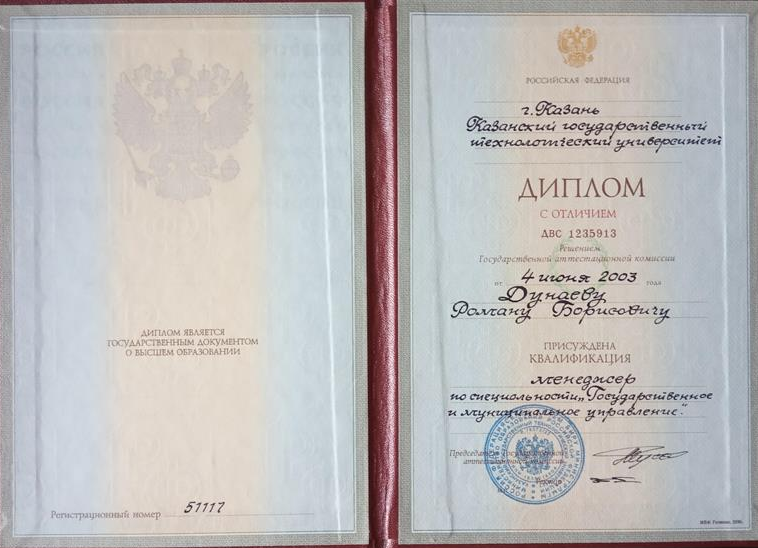 ДИПЛОМ ЯВЛЯЕТСЯ
ГОСУДАРСТВЕННЫМ ДОКУМЕНТОМ
О ВЫСШЕМ ОБРАЗОВАНИИ
Регистрационный номер 51117
РОССИЙСКАЯ ФЕДЕРАЦИЯ
г. Казань
Казанский государственный
технологический университет
ДИПЛОМ
С ОТЛИЧИЕМ
ДВС 1235913
Решением
Государственной аттестационной комиссии
от 4 июня 2003 года
Дунаеву
Роману Борисовичу
ПРИСУЖДЕНА
КВАЛИФИКАЦИЯ
менеджер
по специальности „Государственное
и муниципальное управление".
Председатель Государственной
аттестационной комиссии